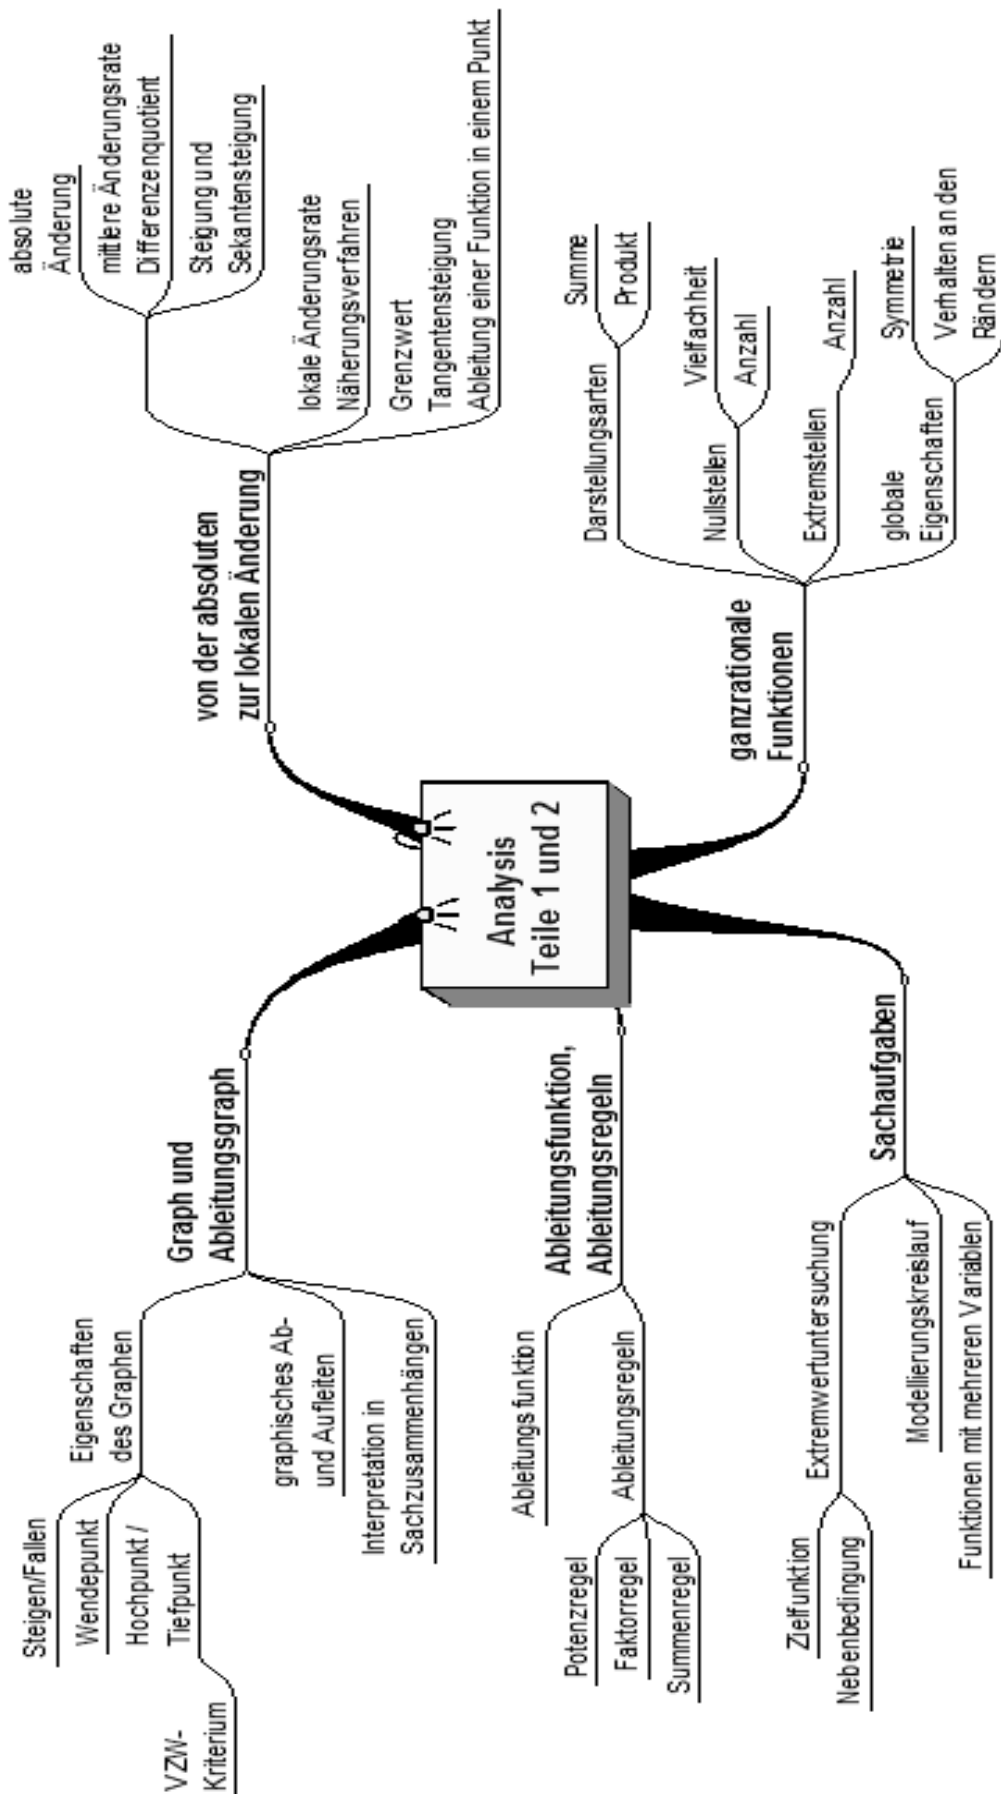 Analysis
Teile 1 und 2
von der absoluten
zur lokalen Änderung
absolute
Änderung
mittlere Änderungsrate
Differenzenquotient
Steigung und
Sekantensteigung
lokale Änderungsrate
Näherungsverfahren
Grenzwert
Tangentensteigung
Ableitung einer Funktion in einem Punkt
ganzrationale
Funktionen
Darstellungsarten
Summe
Produkt
Nullstellen
Vielfachheit
Anzahl
Extremstellen
Anzahl
globale
Eigenschaften
Symmetrie
Verhalten an den
Rändern
Sachaufgaben
Extremwertuntersuchung
Zielfunktion
Nebenbedingung
Modellierungskreislauf
Funktionen mit mehreren Variablen
Ableitungsfunktion,
Ableitungsregeln
Ableitungsfunktion
Ableitungsregeln
Potenzregel
Faktorregel
Summenregel
Graph und
Ableitungsgraph
Eigenschaften
des Graphen
Steigen/Fallen
Wendepunkt
Hochpunkt /
Tiefpunkt
VZW-
Kriterium
graphisches Ab-
und Aufleiten
Interpretation in
Sachzusammenhängen